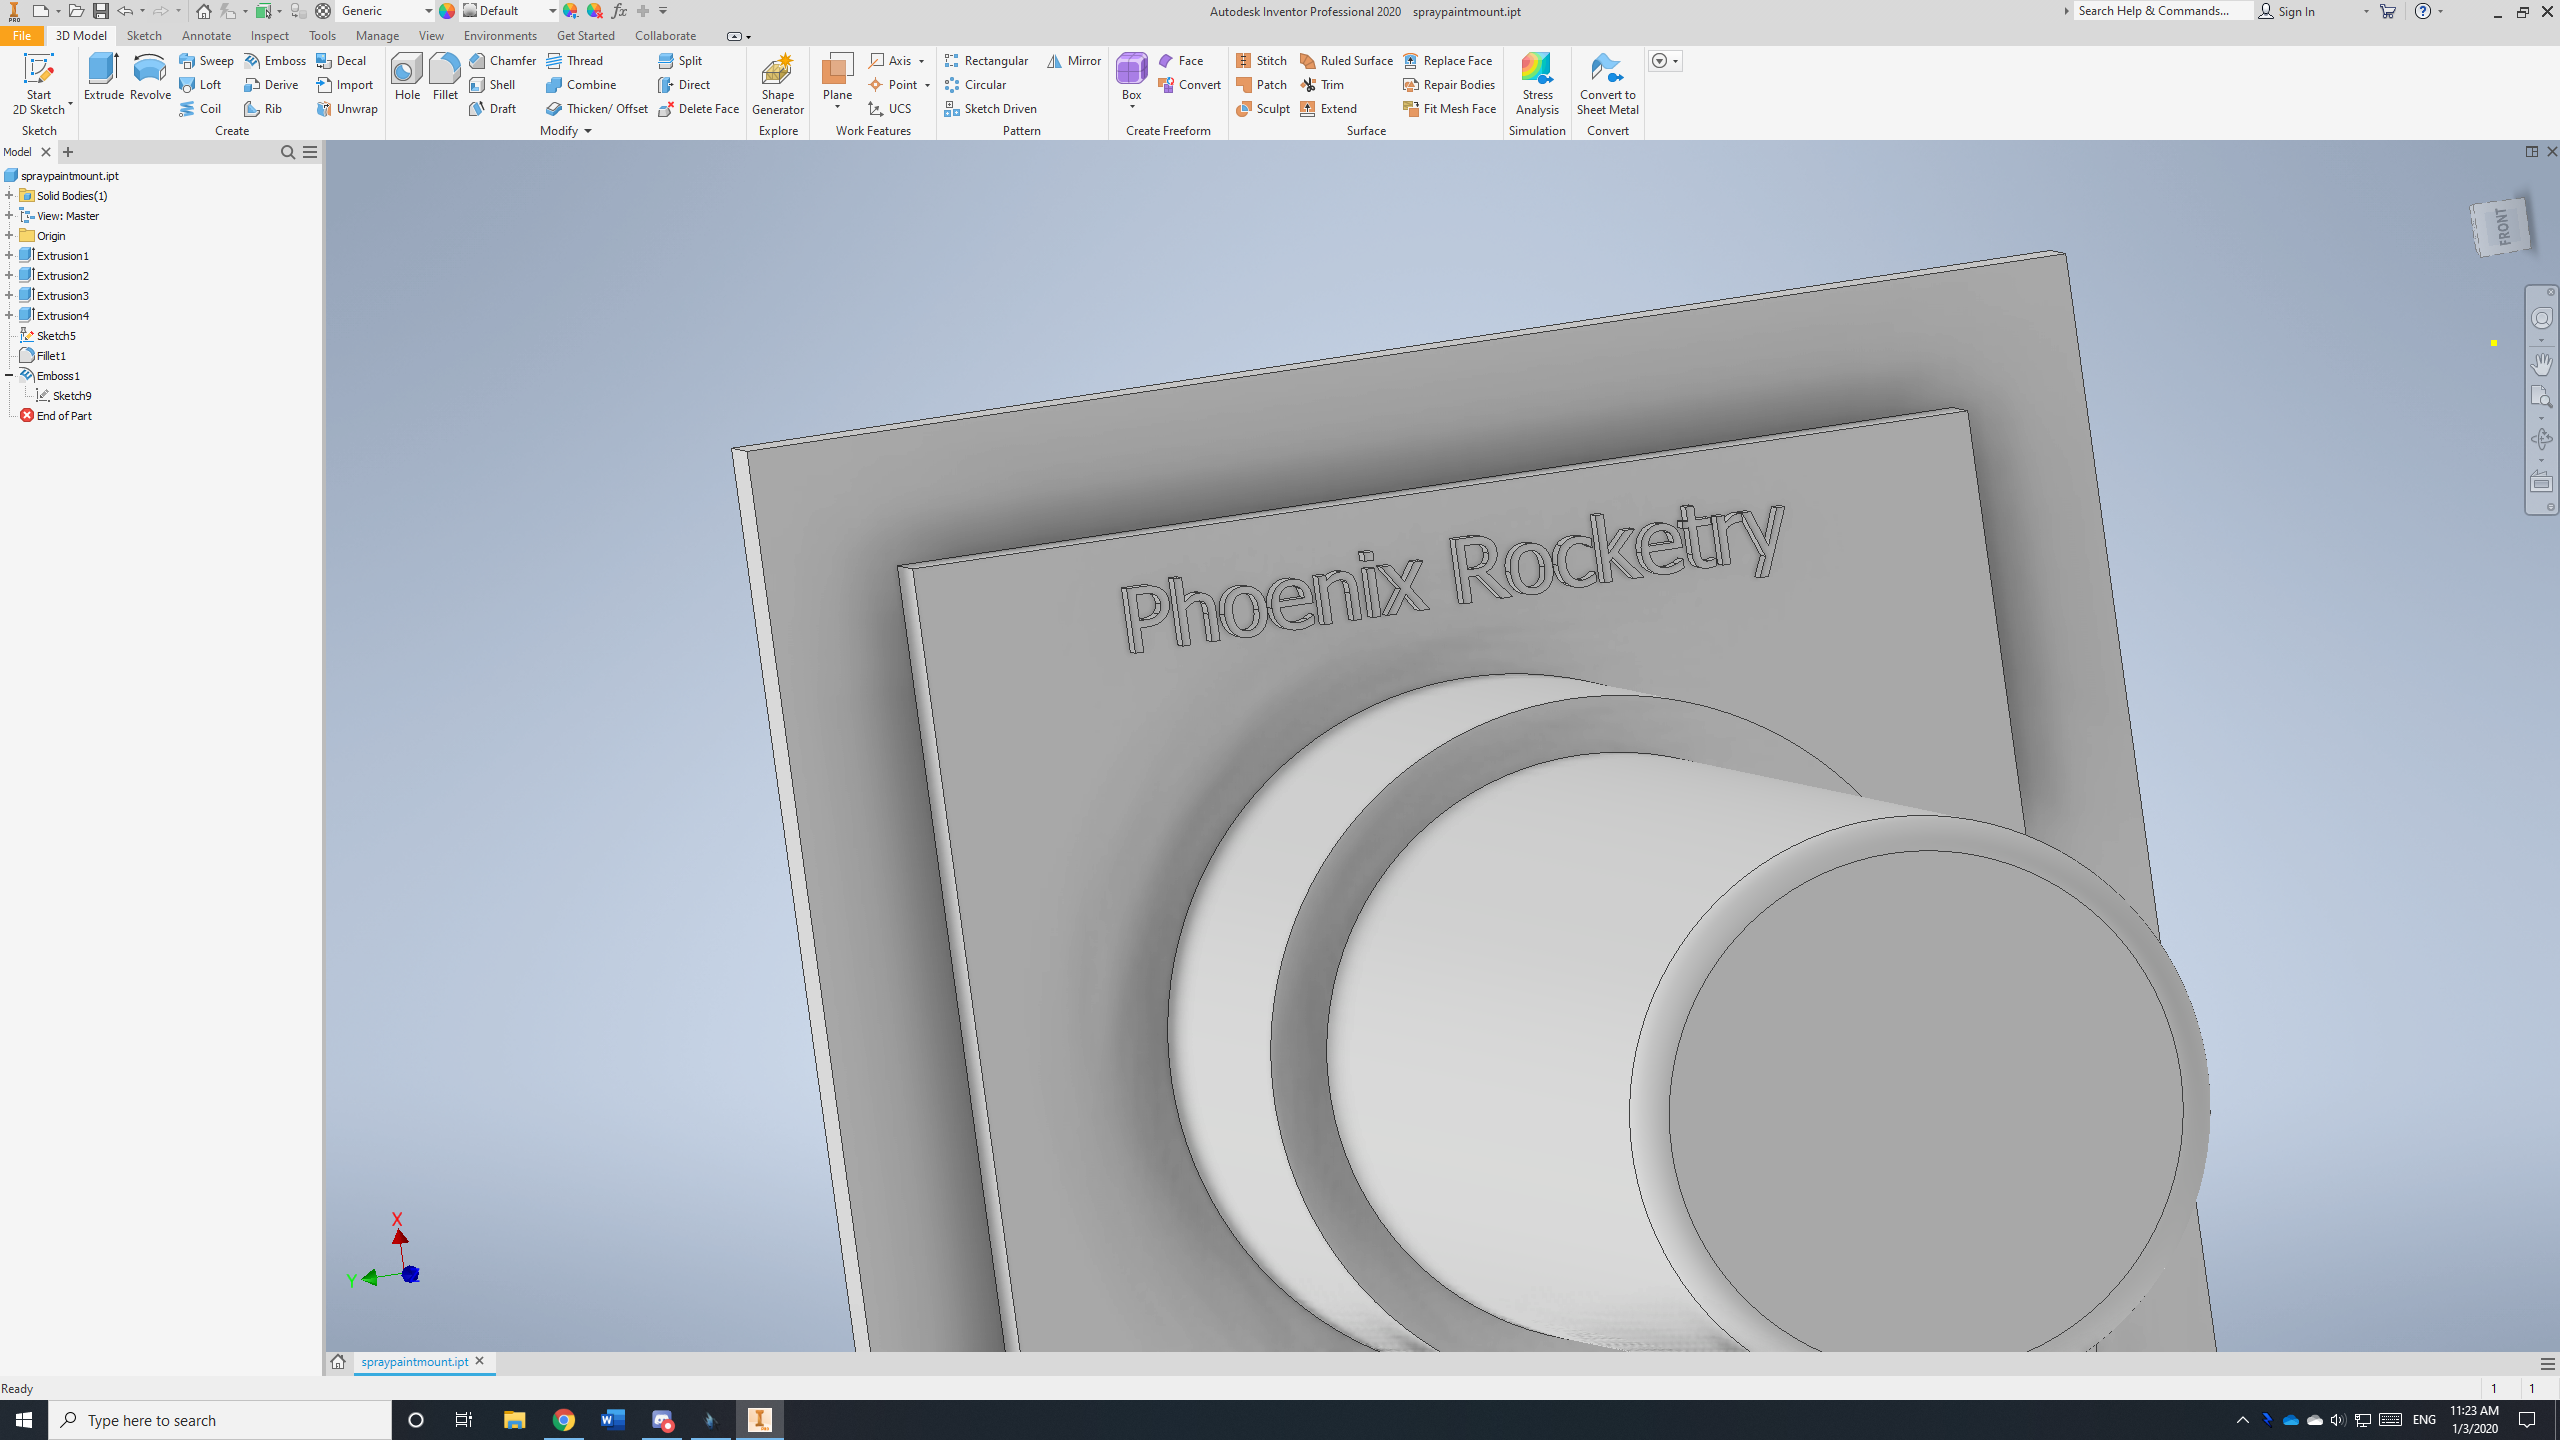 Generic
Default
Autodesk Inventor Professional 2020 spraypaintmount.ipt
Search Help & Commands...
Sign In
File 3D Model Sketch Annotate Inspect Tools Manage View Environments Get Started Collaborate
Start 2D Sketch
Sketch
Extrude
Revolve
Sweep Emboss Decal
Loft Derive Import
Coil Rib Unwrap
Create
Hole
Fillet
Chamfer Thread Split
Shell Combine Direct
Draft Thicken/ Offset Delete Face
Modify
Shape Generator
Explore
Plane
Axis
Point
UCS
Work Features
Rectangular Mirror
Circular
Sketch Driven
Pattern
Box
Face
Convert
Create Freeform
Stitch Ruled Surface Replace Face
Patch Trim Repair Bodies
Sculpt Extend Fit Mesh Face
Surface
Stress Analysis
Simulation
Convert to Sheet Metal
Convert
Model
spraypaintmount.ipt
Solid Bodies(1)
View: Master
Origin
Extrusion1
Extrusion2
Extrusion3
Extrusion4
Sketch5
Fillet1
Emboss1
Sketch9
End of Part
FRONT
Phoenix Rocketry
X
Y
spraypaintmount.ipt
Ready
1 1
Type here to search
ENG
11:23 AM
1/3/2020